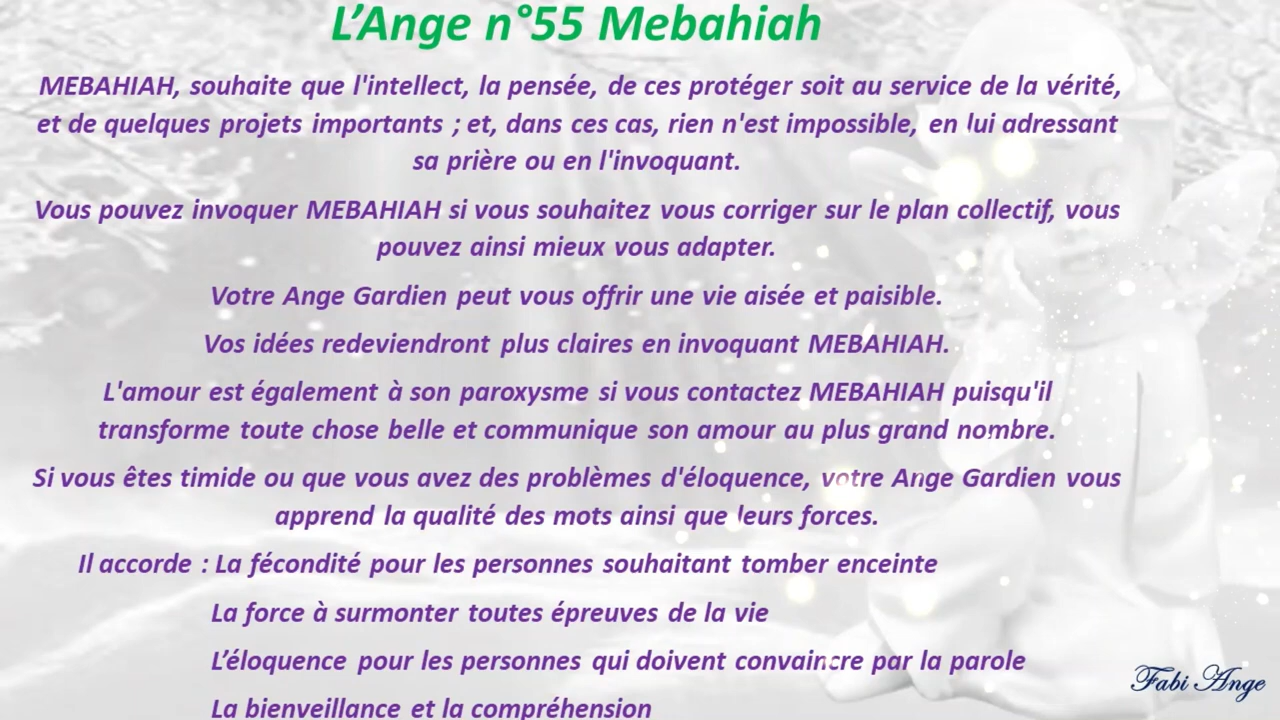 L’Ange n°55 Mebahiah
MEBAHIAH, souhaite que l'intellect, la pensée, de ces protéger soit au service de la vérité,
et de quelques projets importants ; et, dans ces cas, rien n'est impossible, en lui adressant
sa prière ou en l'invoquant.
Vous pouvez invoquer MEBAHIAH si vous souhaitez vous corriger sur le plan collectif, vous
pouvez ainsi mieux vous adapter.
Votre Ange Gardien peut vous offrir une vie aisée et paisible.
Vos idées redeviendront plus claires en invoquant MEBAHIAH.
L'amour est également à son paroxysme si vous contactez MEBAHIAH puisqu'il
transforme toute chose belle et communique son amour au plus grand nombre.
Si vous êtes timide ou que vous avez des problèmes d'éloquence, votre Ange Gardien vous
apprend la qualité des mots ainsi que leurs forces.
Il accorde : La fécondité pour les personnes souhaitant tomber enceinte
La force à surmonter toutes épreuves de la vie
L’éloquence pour les personnes qui doivent convaincre par la parole
La bienveillance et la compréhension
Fabi Ange